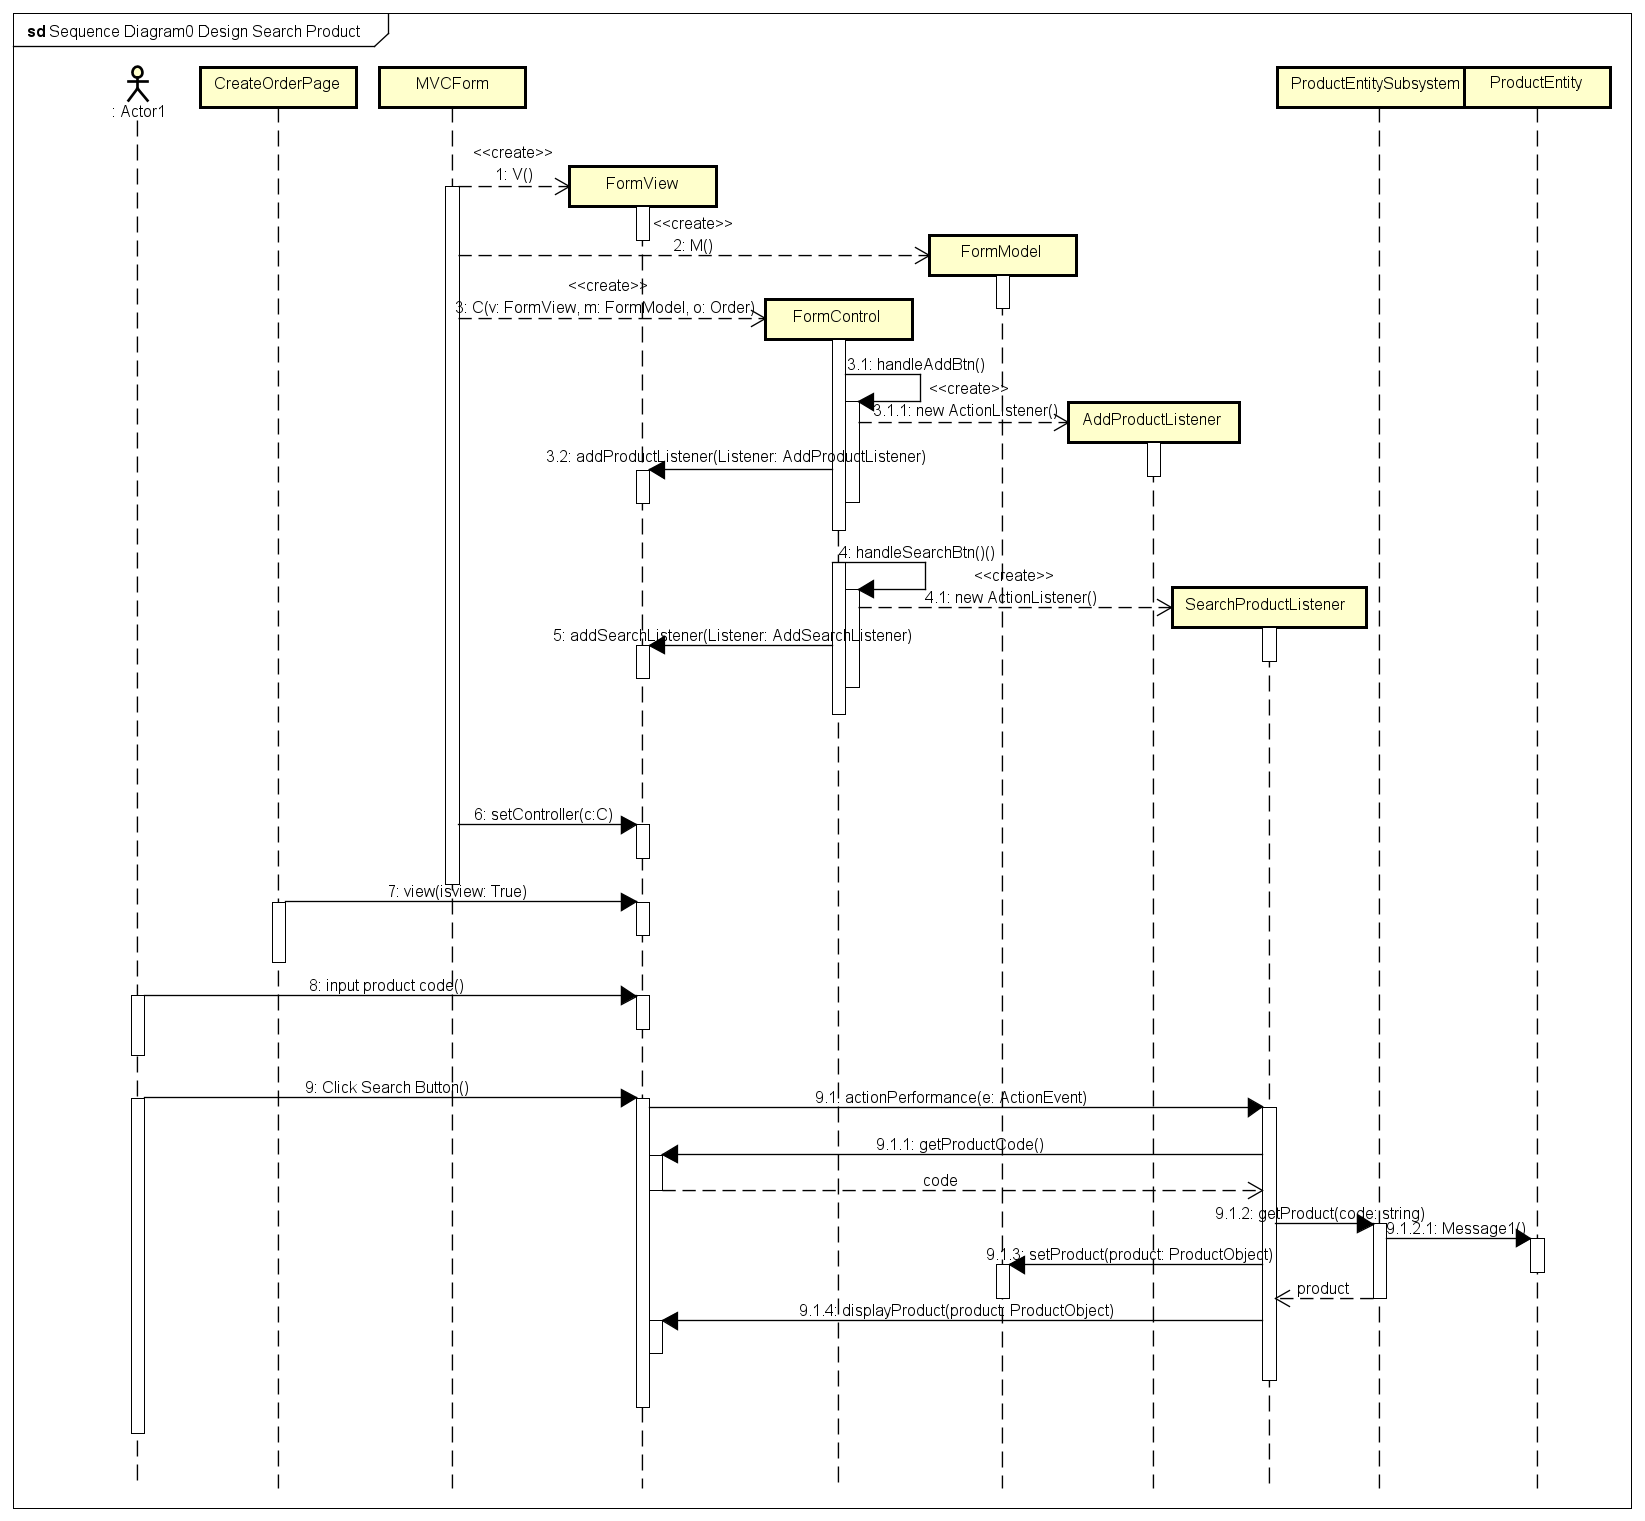 sd Sequence Diagram0 Design Search Product
: Actor1
CreateOrderPage
MVCForm
ProductEntitySubsystem
ProductEntity
<<create>>
1: V()
FormView
<<create>>
2: M()
FormModel
<<create>>
3: C(v: FormView, m: FormModel, o: Order)
FormControl
3.1: handleAddBtn()
<<create>>
3.1.1: new ActionListener()
AddProductListener
3.2: addProductListener(Listener: AddProductListener)
4: handleSearchBtn()()
<<create>>
4.1: new ActionListener()
SearchProductListener
5: addSearchListener(Listener: AddSearchListener)
6: setController(c:C)
7: view(isview: True)
8: input product code()
9: Click Search Button()
9.1: actionPerformance(e: ActionEvent)
9.1.1: getProductCode()
code
9.1.2: getProduct(code: string)
9.1.2.1: Message1()
9.1.3: setProduct(product: ProductObject)
product
9.1.4: displayProduct(product: ProductObject)